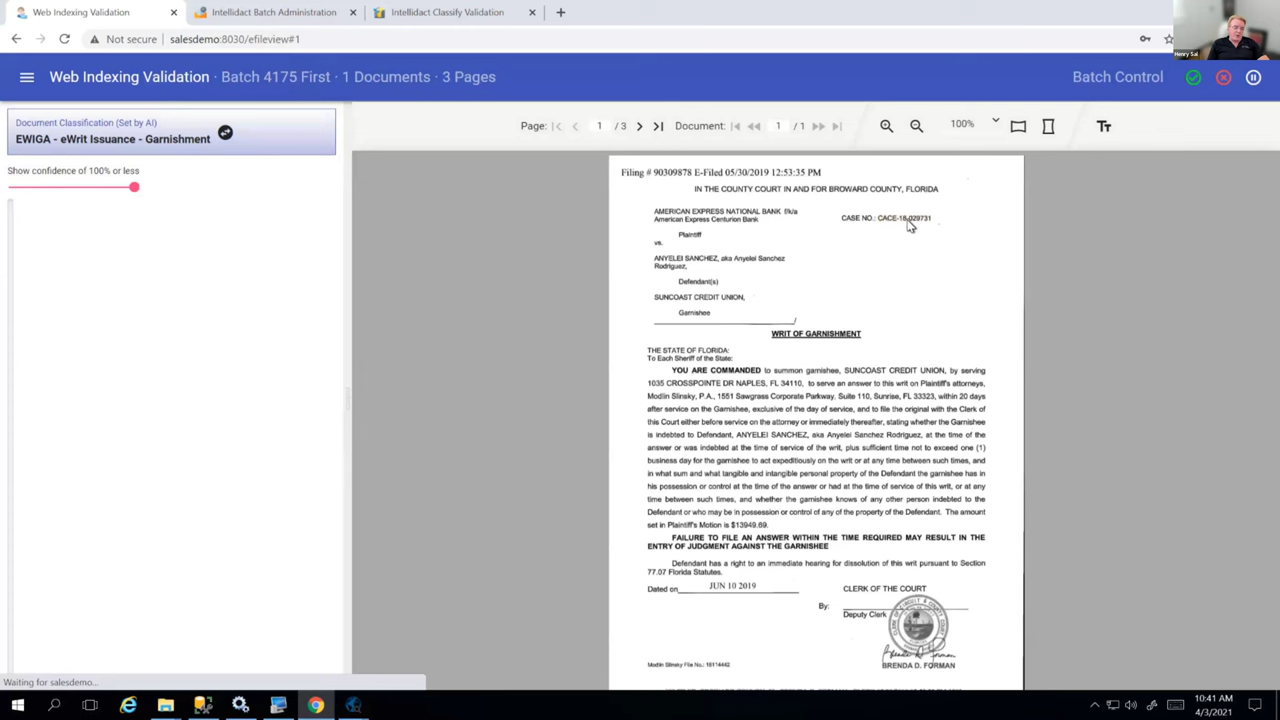 Web Indexing Validation
Intellidact Batch Administration
Intellidact Classify Validation
Not secure
salesdemo:8030/efileview#1
Henry Sal
Web Indexing Validation • Batch 4175 First • 1 Documents • 3 Pages
Batch Control
Document Classification (Set by AI)
EWIGA - eWrit Issuance - Garnishment
Show confidence of 100% or less
Page: 1 / 3 Document: 1 / 1 100%
Filing # 90309878 E-Filed 05/30/2019 12:53:35 PM
IN THE COUNTY COURT IN AND FOR BROWARD COUNTY, FLORIDA
AMERICAN EXPRESS NATIONAL BANK f/k/a
American Express Centurion Bank
CASE NO.: CACE-18-029731
Plaintiff
vs.
ANYELEI SANCHEZ, aka Anyelei Sanchez
Rodriguez,
Defendant(s)
SUNCOAST CREDIT UNION,
Garnishee
WRIT OF GARNISHMENT
THE STATE OF FLORIDA:
To Each Sheriff of the State:
YOU ARE COMMANDED to summon garnishee, SUNCOAST CREDIT UNION, by serving
1035 CROSSPOINTE DR NAPLES, FL 34110, to serve an answer to this writ on Plaintiff's attorneys,
Modlin Slinsky, P.A., 1551 Sawgrass Corporate Parkway, Suite 110, Sunrise, FL 33323, within 20 days
after service on the Garnishee, exclusive of the day of service, and to file the original with the Clerk of
this Court either before service on the attorney or immediately thereafter, stating whether the Garnishee
is indebted to Defendant, ANYELEI SANCHEZ, aka Anyelei Sanchez Rodriguez, at the time of the
answer or was indebted at the time of service of the writ, plus sufficient time not to exceed one (1)
business day for the garnishee to act expeditiously on the writ or at any time between such times, and
in what sum and what tangible and intangible personal property of the Defendant the garnishee has in
his possession or control at the time of the answer or had at the time of service of this writ, or at any
time between such times, and whether the garnishee knows of any other person indebted to the
Defendant or who may be in possession or control of any of the property of the Defendant. The amount
set in Plaintiff's Motion is $13949.69.
FAILURE TO FILE AN ANSWER WITHIN THE TIME REQUIRED MAY RESULT IN THE
ENTRY OF JUDGMENT AGAINST THE GARNISHEE
Defendant has a right to an immediate hearing for dissolution of this writ pursuant to Section
77.07 Florida Statutes.
Dated on JUN 10 2019
CLERK OF THE COURT
By:
Deputy Clerk
Modlin Slinsky File No.: 18114442
BRENDA D. FORMAN
Waiting for salesdemo...
10:41 AM
4/3/2021